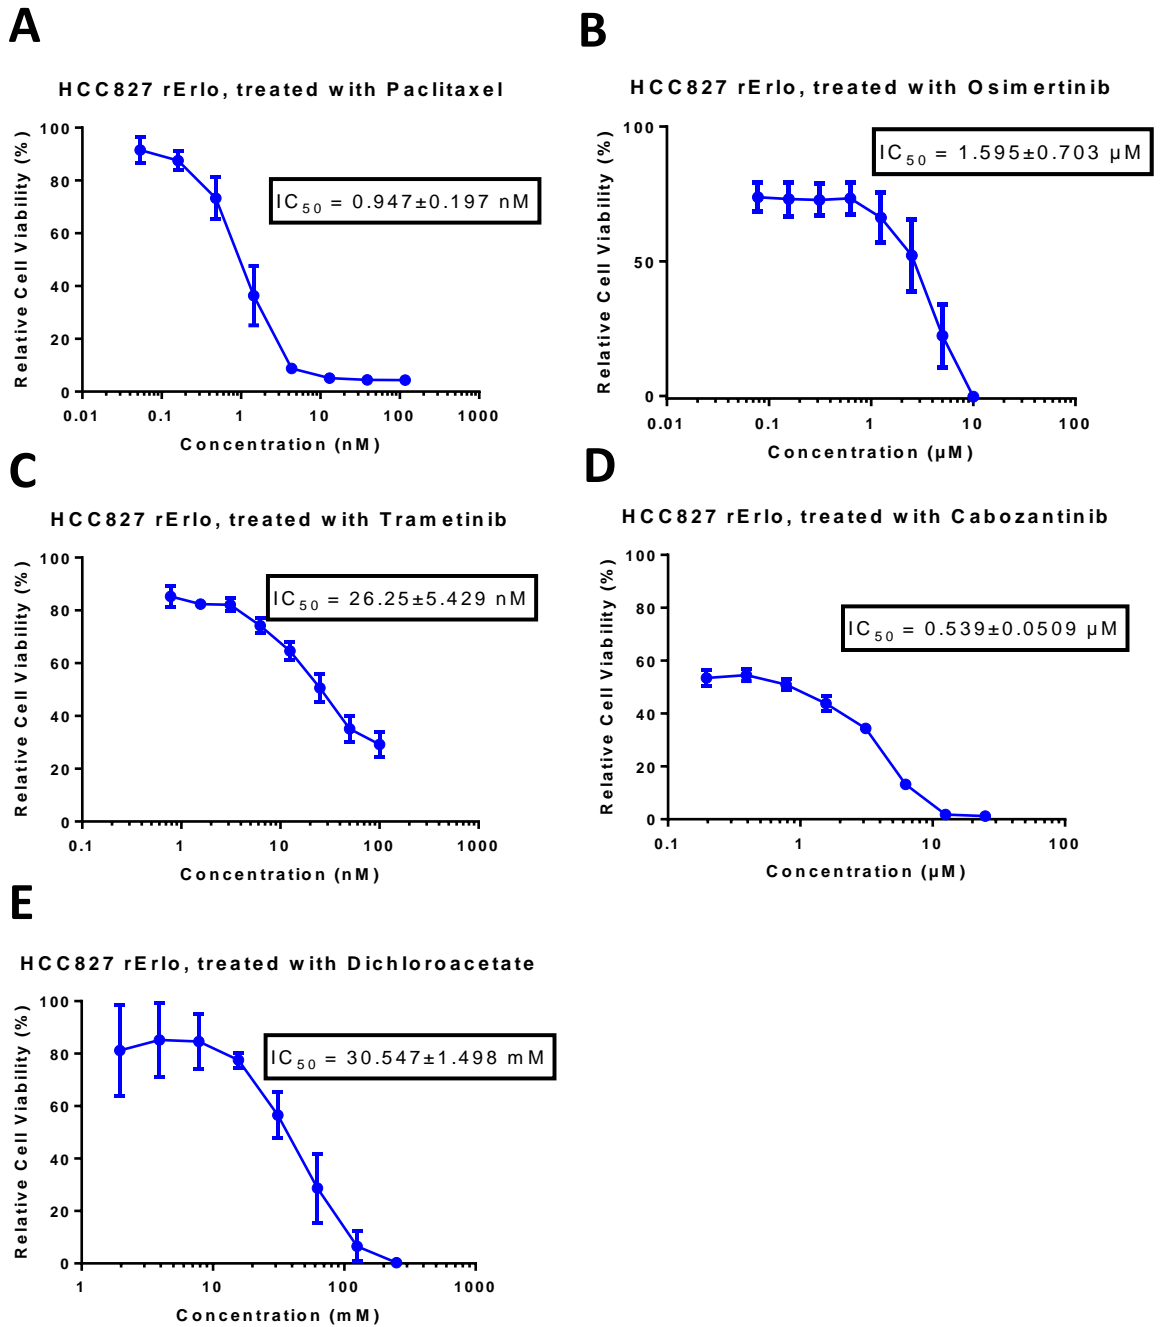 A
HCC827 rErlo, treated with Paclitaxel
Relative Cell Viability (%)
100
80
60
40
20
0
IC50 = 0.947±0.197 nM
0.01 0.1 1 10 100 1000
Concentration (nM)
B
HCC827 rErlo, treated with Osimertinib
Relative Cell Viability (%)
100
50
0
IC50 = 1.595±0.703 µM
0.01 0.1 1 10 100
Concentration (µM)
C
HCC827 rErlo, treated with Trametinib
Relative Cell Viability (%)
100
80
60
40
20
0
IC50 = 26.25±5.429 nM
0.1 1 10 100 1000
Concentration (nM)
D
HCC827 rErlo, treated with Cabozantinib
Relative Cell Viability (%)
100
80
60
40
20
0
IC50 = 0.539±0.0509 µM
0.1 1 10 100
Concentration (µM)
E
HCC827 rErlo, treated with Dichloroacetate
Relative Cell Viability (%)
100
80
60
40
20
0
IC50 = 30.547±1.498 mM
1 10 100 1000
Concentration (mM)